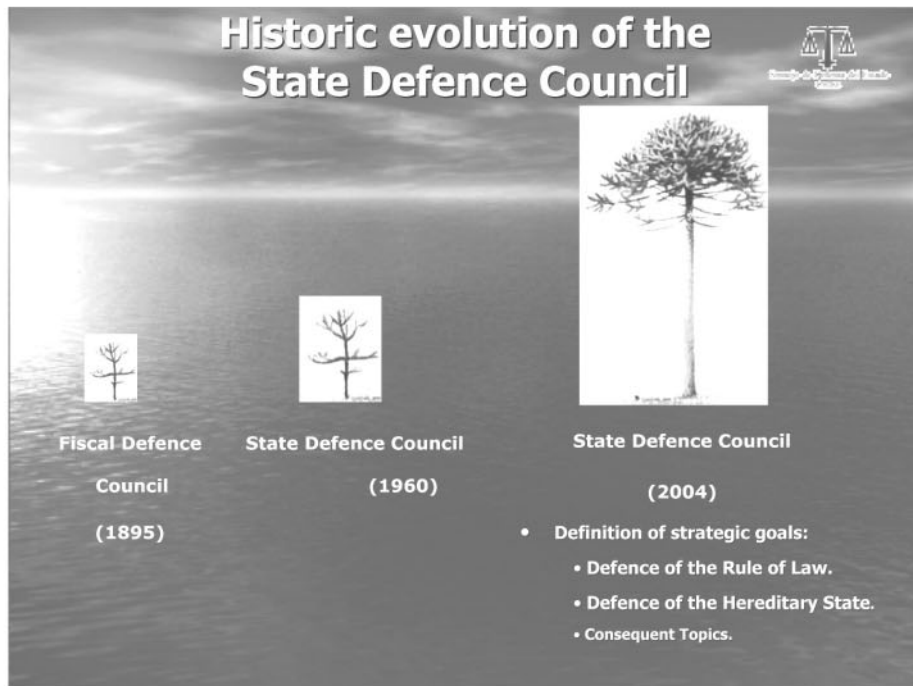 Historic evolution of the
State Defence Council
Fiscal Defence
Council
(1895)
State Defence Council
(1960)
State Defence Council
(2004)
• Definition of strategic goals:
• Defence of the Rule of Law.
• Defence of the Hereditary State.
• Consequent Topics.